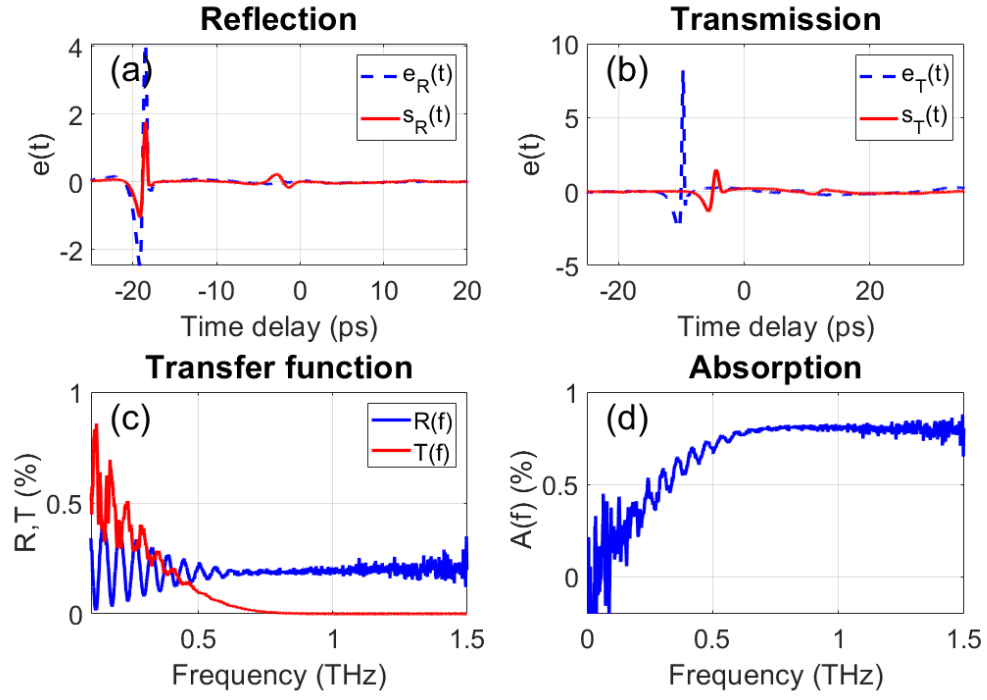 Reflection
(a)
e_R(t)
s_R(t)
4
2
0
-2
e(t)
-20
-10
0
10
20
Time delay (ps)
Transmission
(b)
e_T(t)
s_T(t)
10
5
0
-5
e(t)
-20
0
20
Time delay (ps)
Transfer function
(c)
R(f)
T(f)
1
0.5
0
R,T (%)
0.5
1
1.5
Frequency (THz)
Absorption
(d)
1
0.5
0
A(f) (%)
0
0.5
1
1.5
Frequency (THz)